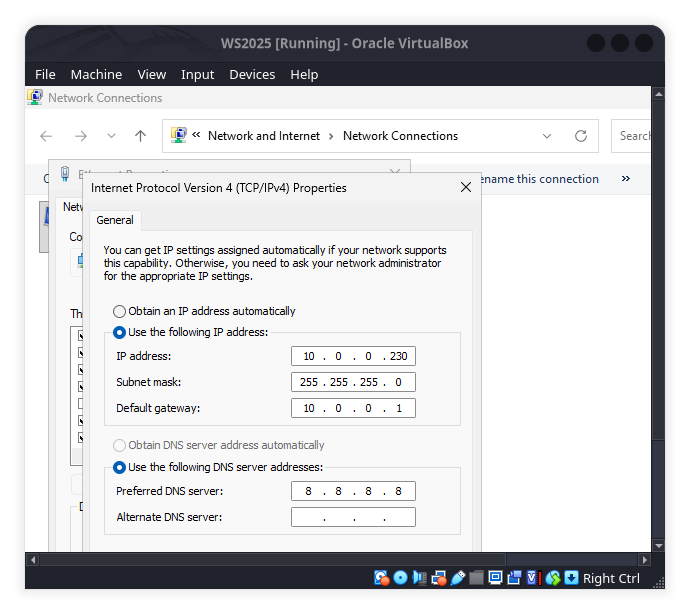 WS2025 [Running] - Oracle VirtualBox
File Machine View Input Devices Help
Network Connections
« Network and Internet › Network Connections
Search
ename this connection »
Internet Protocol Version 4 (TCP/IPv4) Properties
Netw
General
Co
You can get IP settings assigned automatically if your network supports
this capability. Otherwise, you need to ask your network administrator
for the appropriate IP settings.
Th
Obtain an IP address automatically
Use the following IP address:
IP address: 10 . 0 . 0 . 230
Subnet mask: 255 . 255 . 255 . 0
Default gateway: 10 . 0 . 0 . 1
Obtain DNS server address automatically
Use the following DNS server addresses:
Preferred DNS server: 8 . 8 . 8 . 8
Alternate DNS server: . . .
Right Ctrl